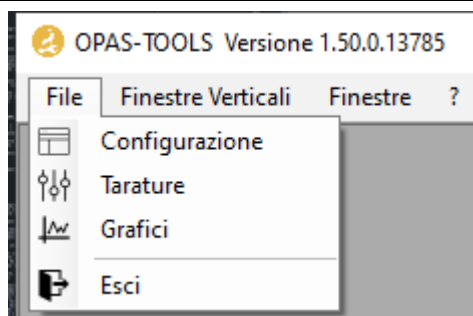 OPAS-TOOLS Versione 1.50.0.13785
File Finestre Verticali Finestre ?
Configurazione
Tarature
Grafici
Esci